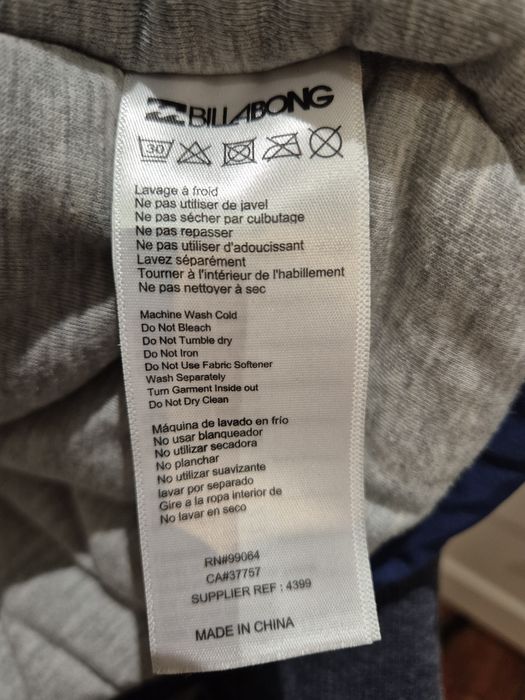 BILLABONG
30
Lavage à froid
Ne pas utiliser de javel
Ne pas sécher par culbutage
Ne pas repasser
Ne pas utiliser d'adoucissant
Lavez séparément
Tourner à l'intérieur de l'habillement
Ne pas nettoyer à sec
Machine Wash Cold
Do Not Bleach
Do Not Tumble dry
Do Not Iron
Do Not Use Fabric Softener
Wash Separately
Turn Garment Inside out
Do Not Dry Clean
Máquina de lavado en frío
No usar blanqueador
No utilizar secadora
No planchar
No utilizar suavizante
lavar por separado
Gire a la ropa interior de
No lavar en seco
RN#99064
CA#37757
SUPPLIER REF : 4399
MADE IN CHINA